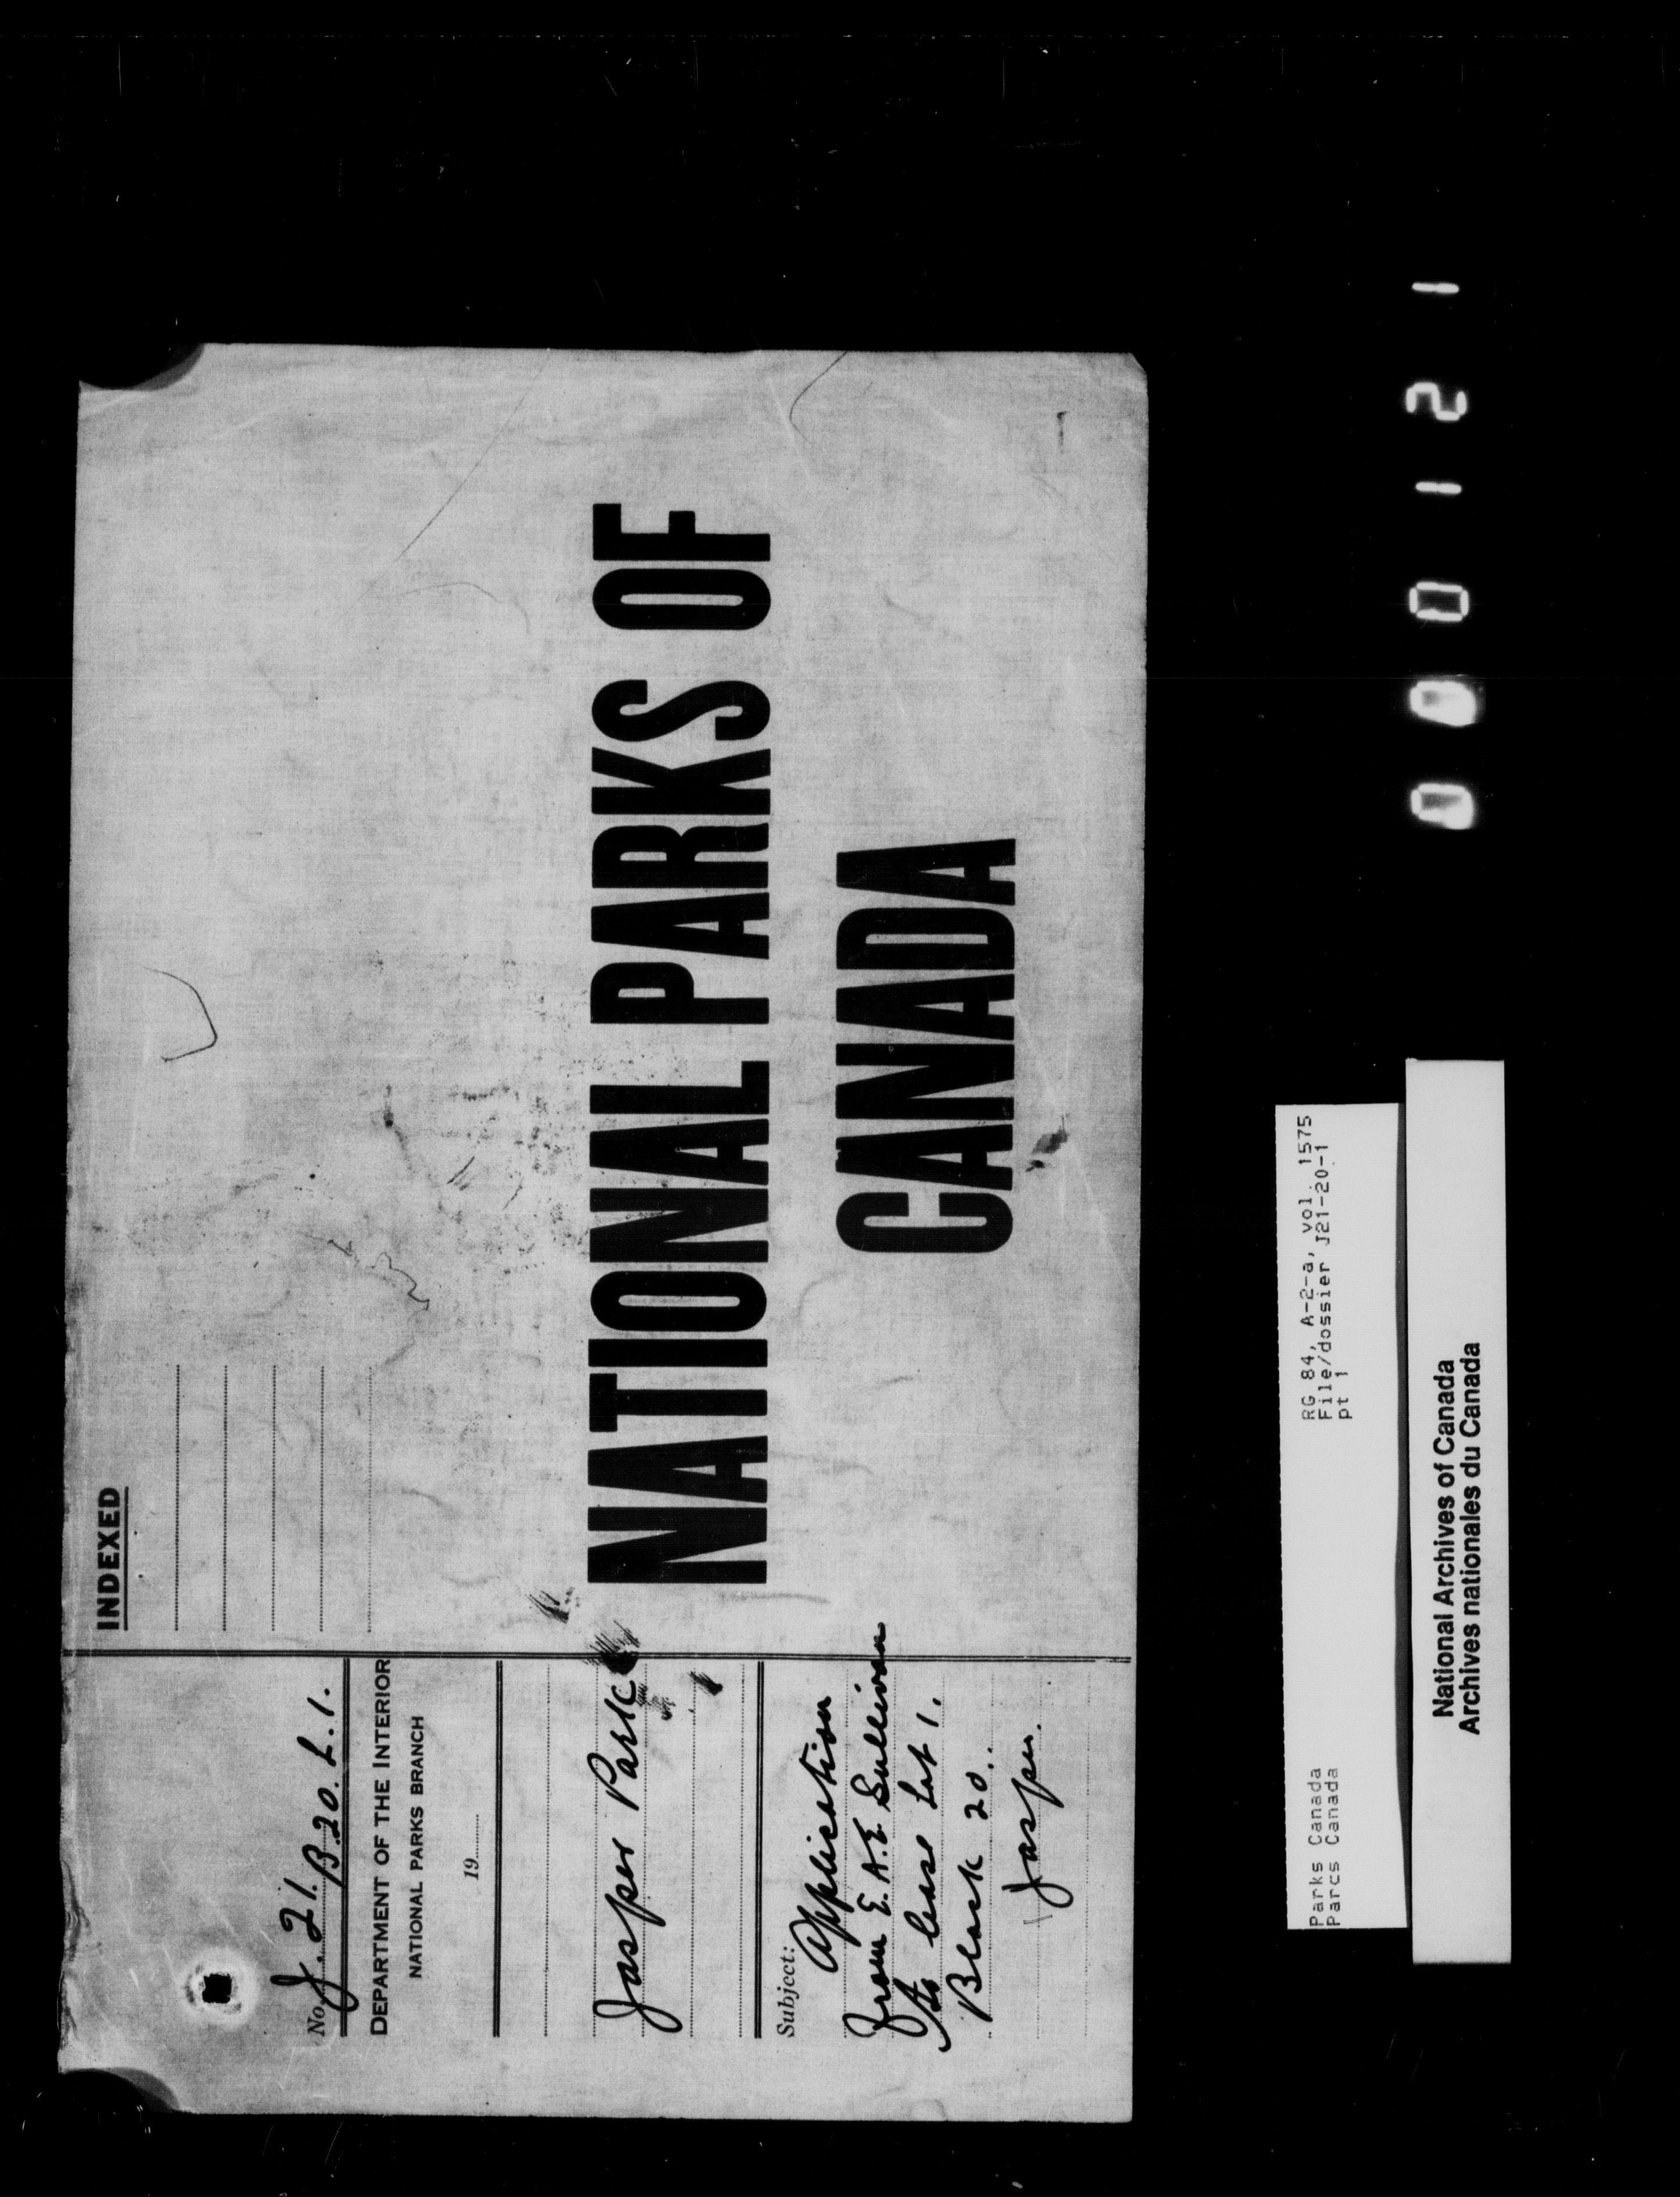 No. J. 21.
B.20. L.1.
DEPARTMENT OF THE INTERIOR
NATIONAL PARKS BRANCH
19
Jasper Park
Subject:
Application
from E. A. E. Sullivan
to lease Lot 1,
Block 20.
Jasper.
INDEXED
NATIONAL PARKS OF
CANADA
Parks Canada
Parcs Canada
RG 84, A-2-a, vol. 1575
File/dossier J21-20-1
pt 1
National Archives of Canada
Archives nationales du Canada
000121